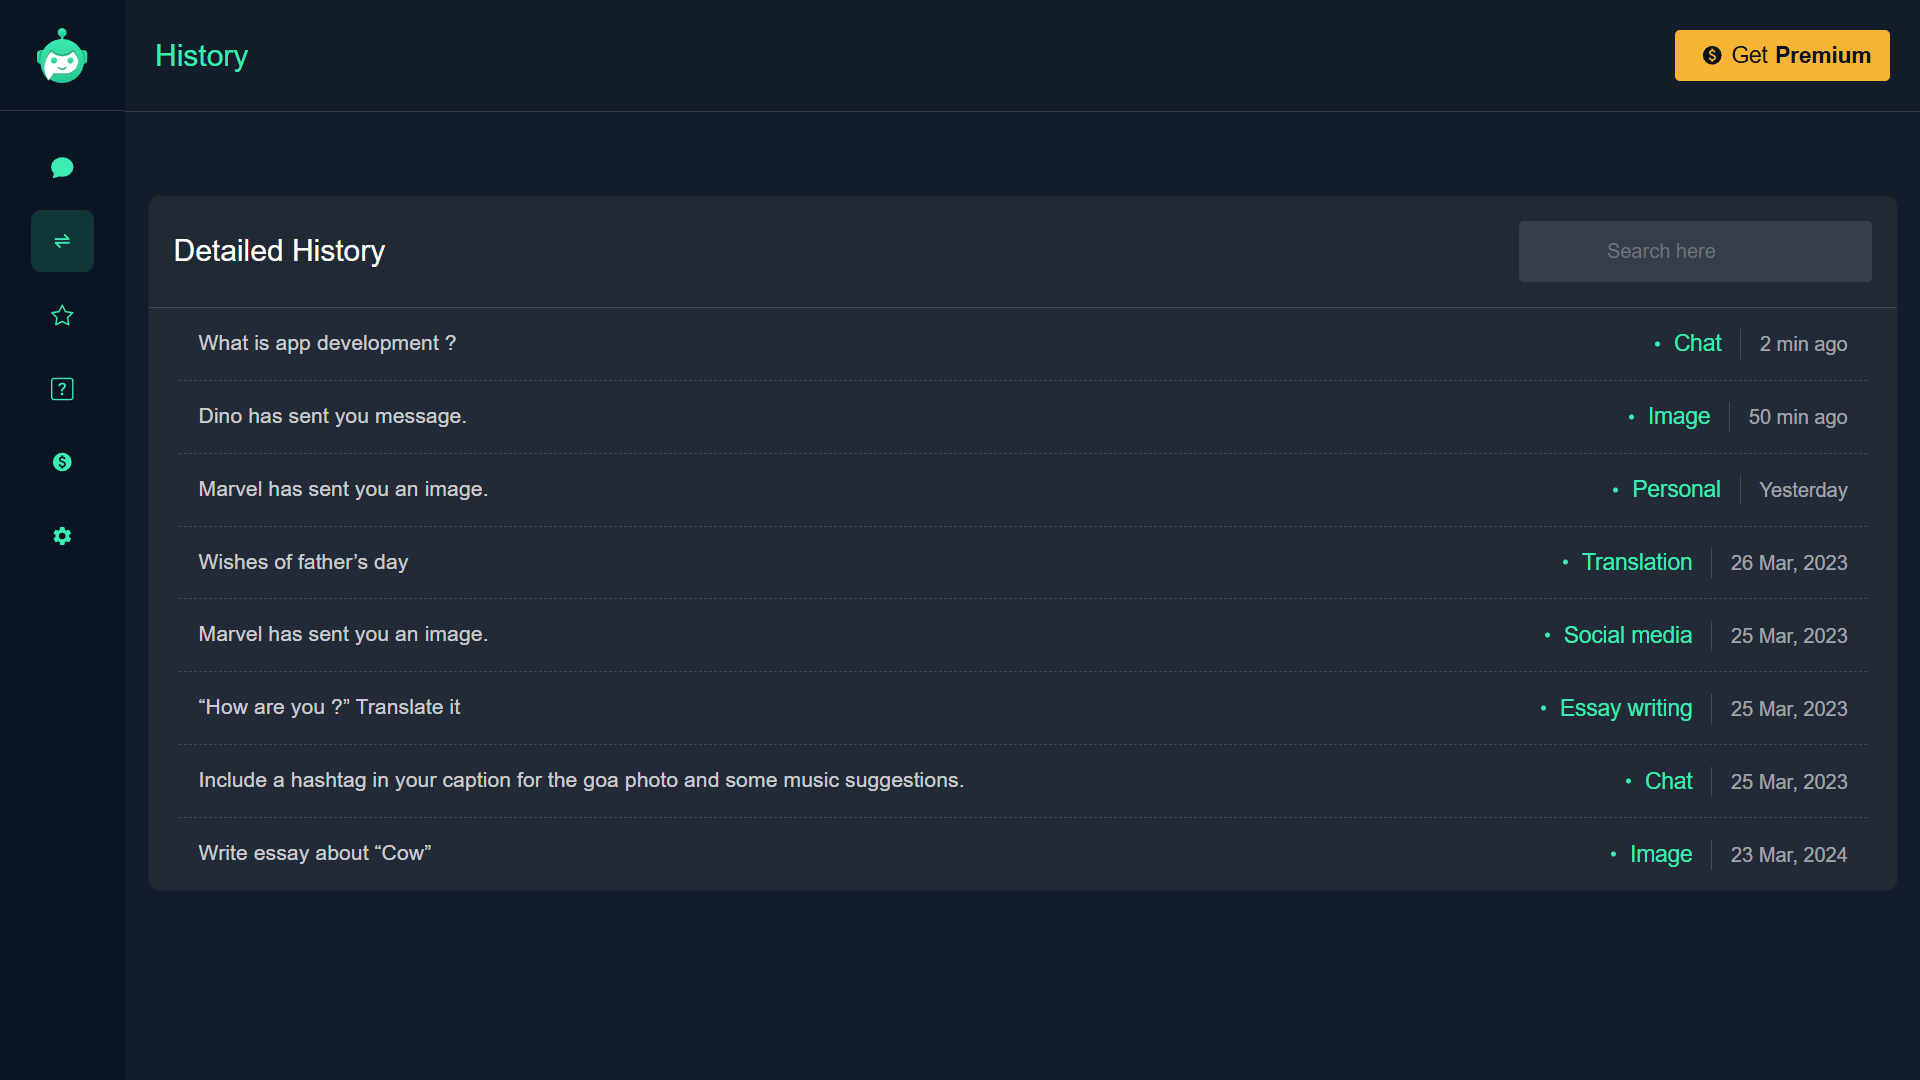 History
Get Premium
Detailed History
Search here
What is app development ?
• Chat
2 min ago
Dino has sent you message.
• Image
50 min ago
Marvel has sent you an image.
• Personal
Yesterday
Wishes of father’s day
• Translation
26 Mar, 2023
Marvel has sent you an image.
• Social media
25 Mar, 2023
“How are you ?” Translate it
• Essay writing
25 Mar, 2023
Include a hashtag in your caption for the goa photo and some music suggestions.
• Chat
25 Mar, 2023
Write essay about “Cow”
• Image
23 Mar, 2024